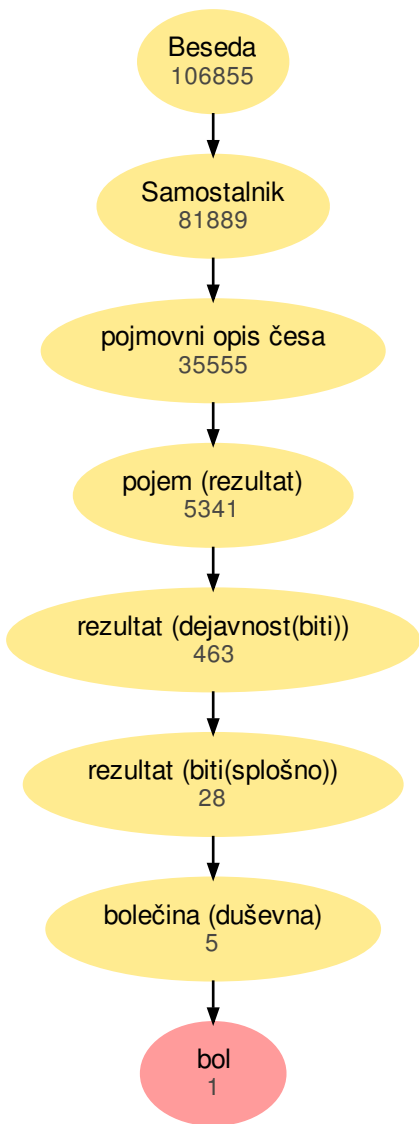 Beseda
106855
Samostalnik
81889
pojmovni opis česa
35555
pojem (rezultat)
5341
rezultat (dejavnost(biti))
463
rezultat (biti(splošno))
28
bolečina (duševna)
5
bol
1